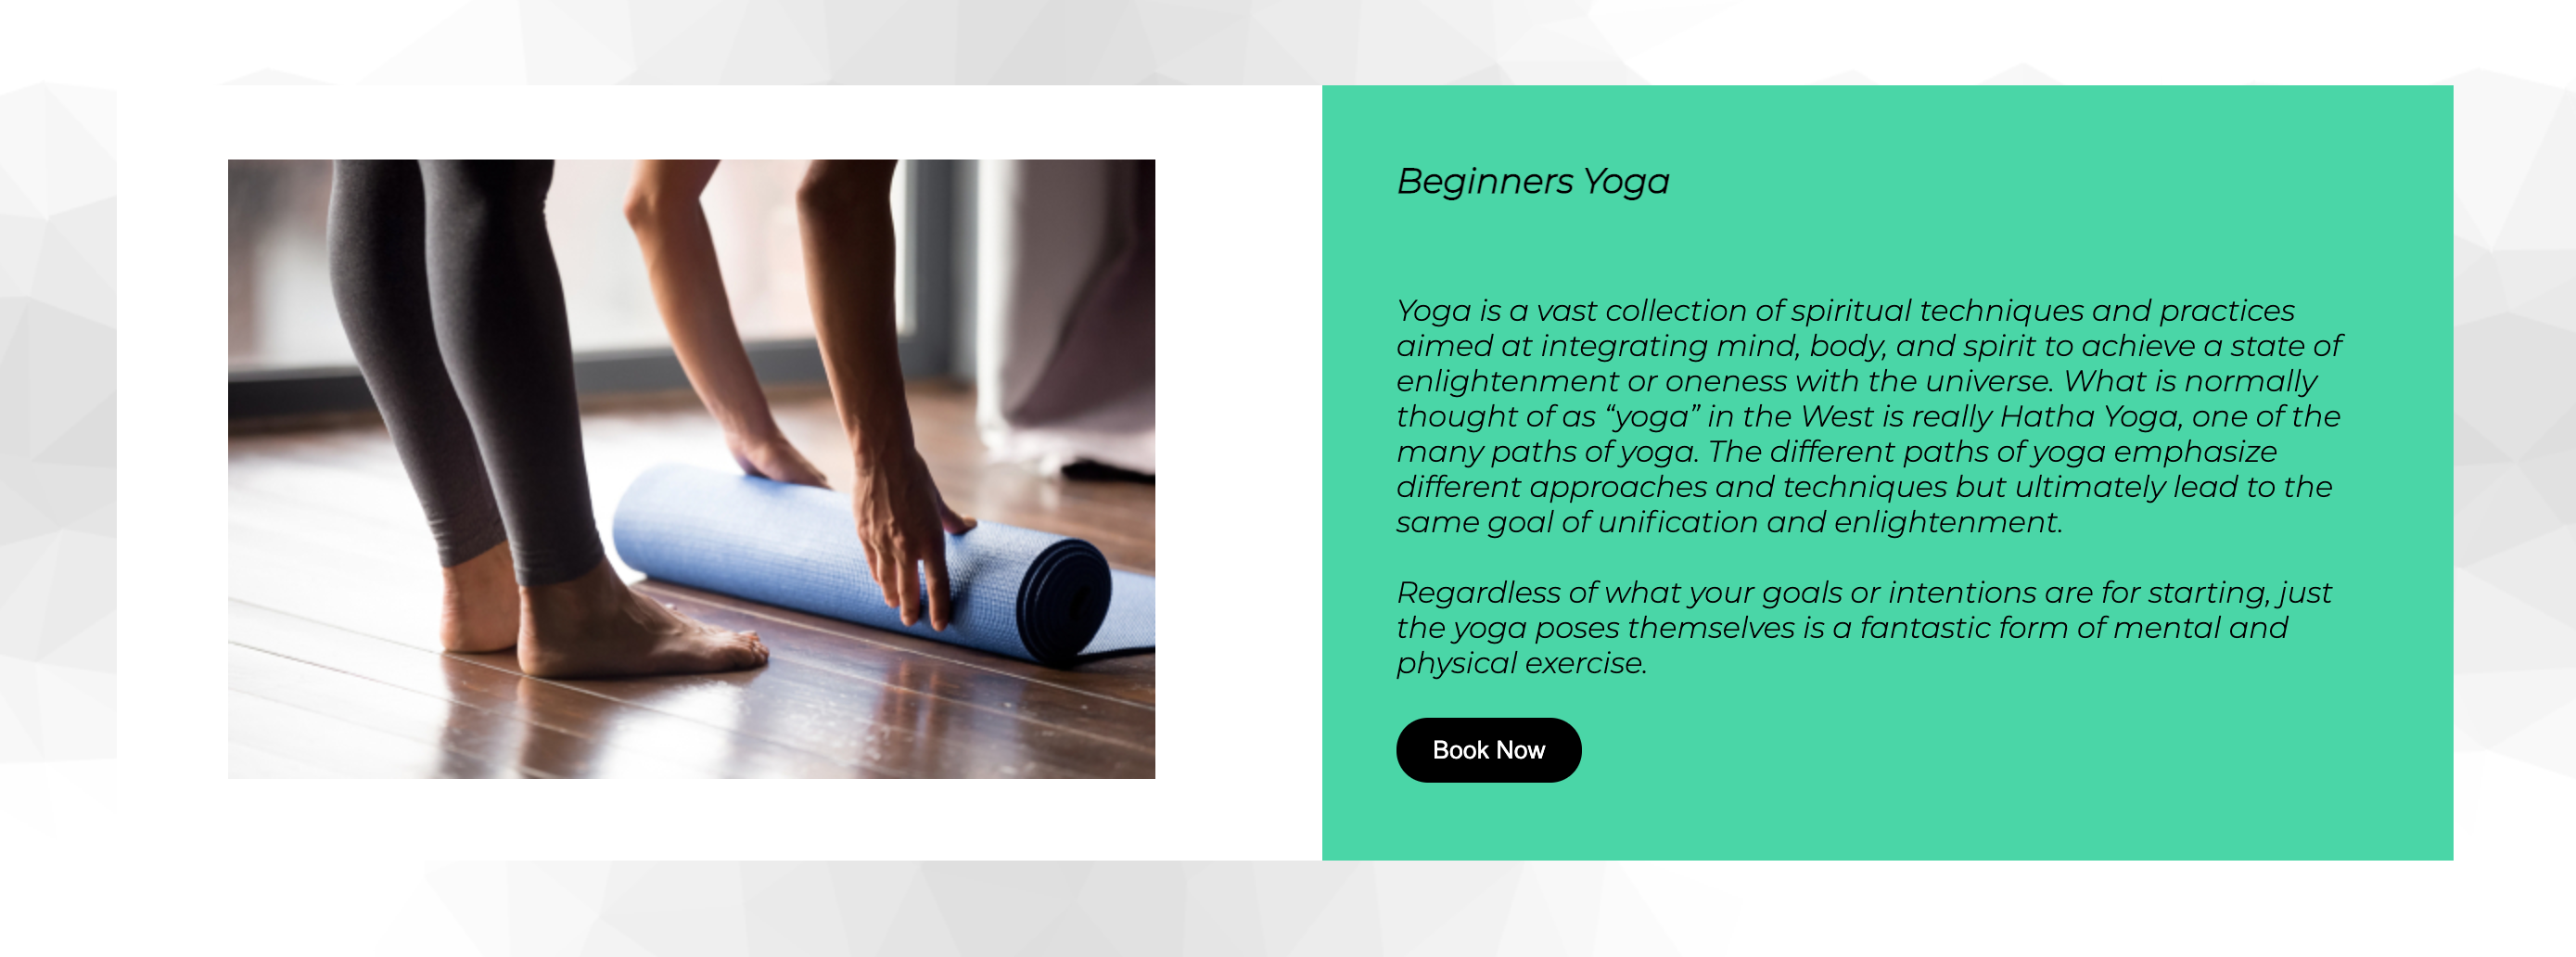 Beginners Yoga
Yoga is a vast collection of spiritual techniques and practices
aimed at integrating mind, body, and spirit to achieve a state of
enlightenment or oneness with the universe. What is normally
thought of as “yoga” in the West is really Hatha Yoga, one of the
many paths of yoga. The different paths of yoga emphasize
different approaches and techniques but ultimately lead to the
same goal of unification and enlightenment.
Regardless of what your goals or intentions are for starting, just
the yoga poses themselves is a fantastic form of mental and
physical exercise.
Book Now